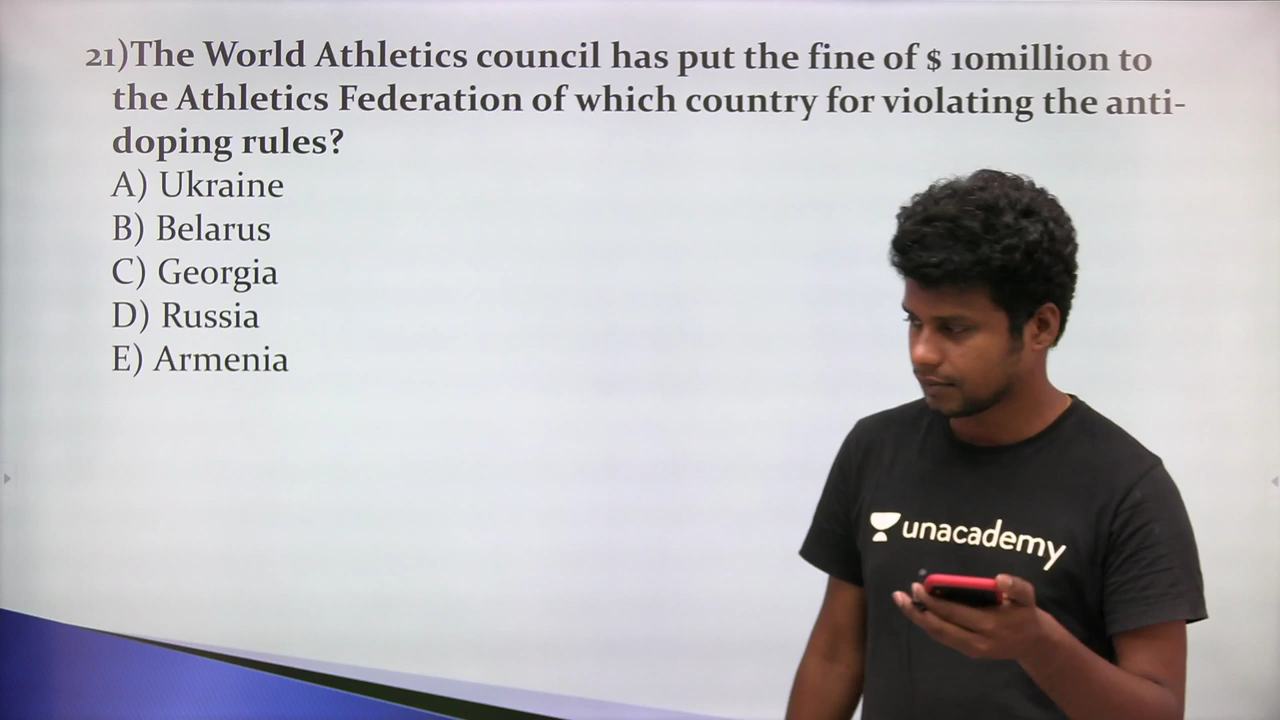 21)The World Athletics council has put the fine of $ 10million to
the Athletics Federation of which country for violating the anti-
doping rules?
A) Ukraine
B) Belarus
C) Georgia
D) Russia
E) Armenia
unacademy